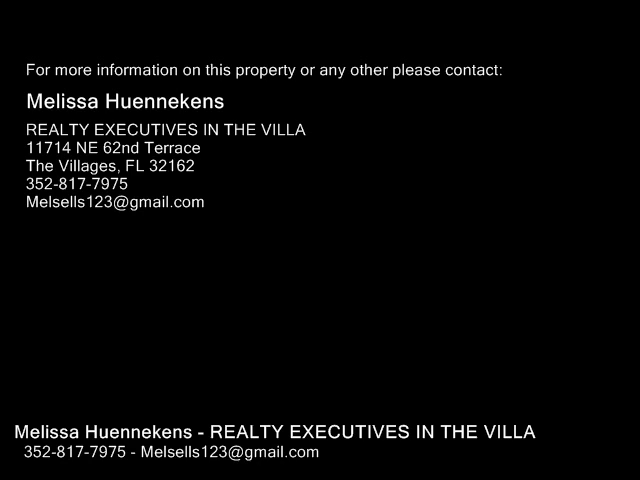 For more information on this property or any other please contact:
Melissa Huennekens
REALTY EXECUTIVES IN THE VILLA
11714 NE 62nd Terrace
The Villages, FL 32162
352-817-7975
Melsells123@gmail.com
Melissa Huennekens - REALTY EXECUTIVES IN THE VILLA
352-817-7975 - Melsells123@gmail.com